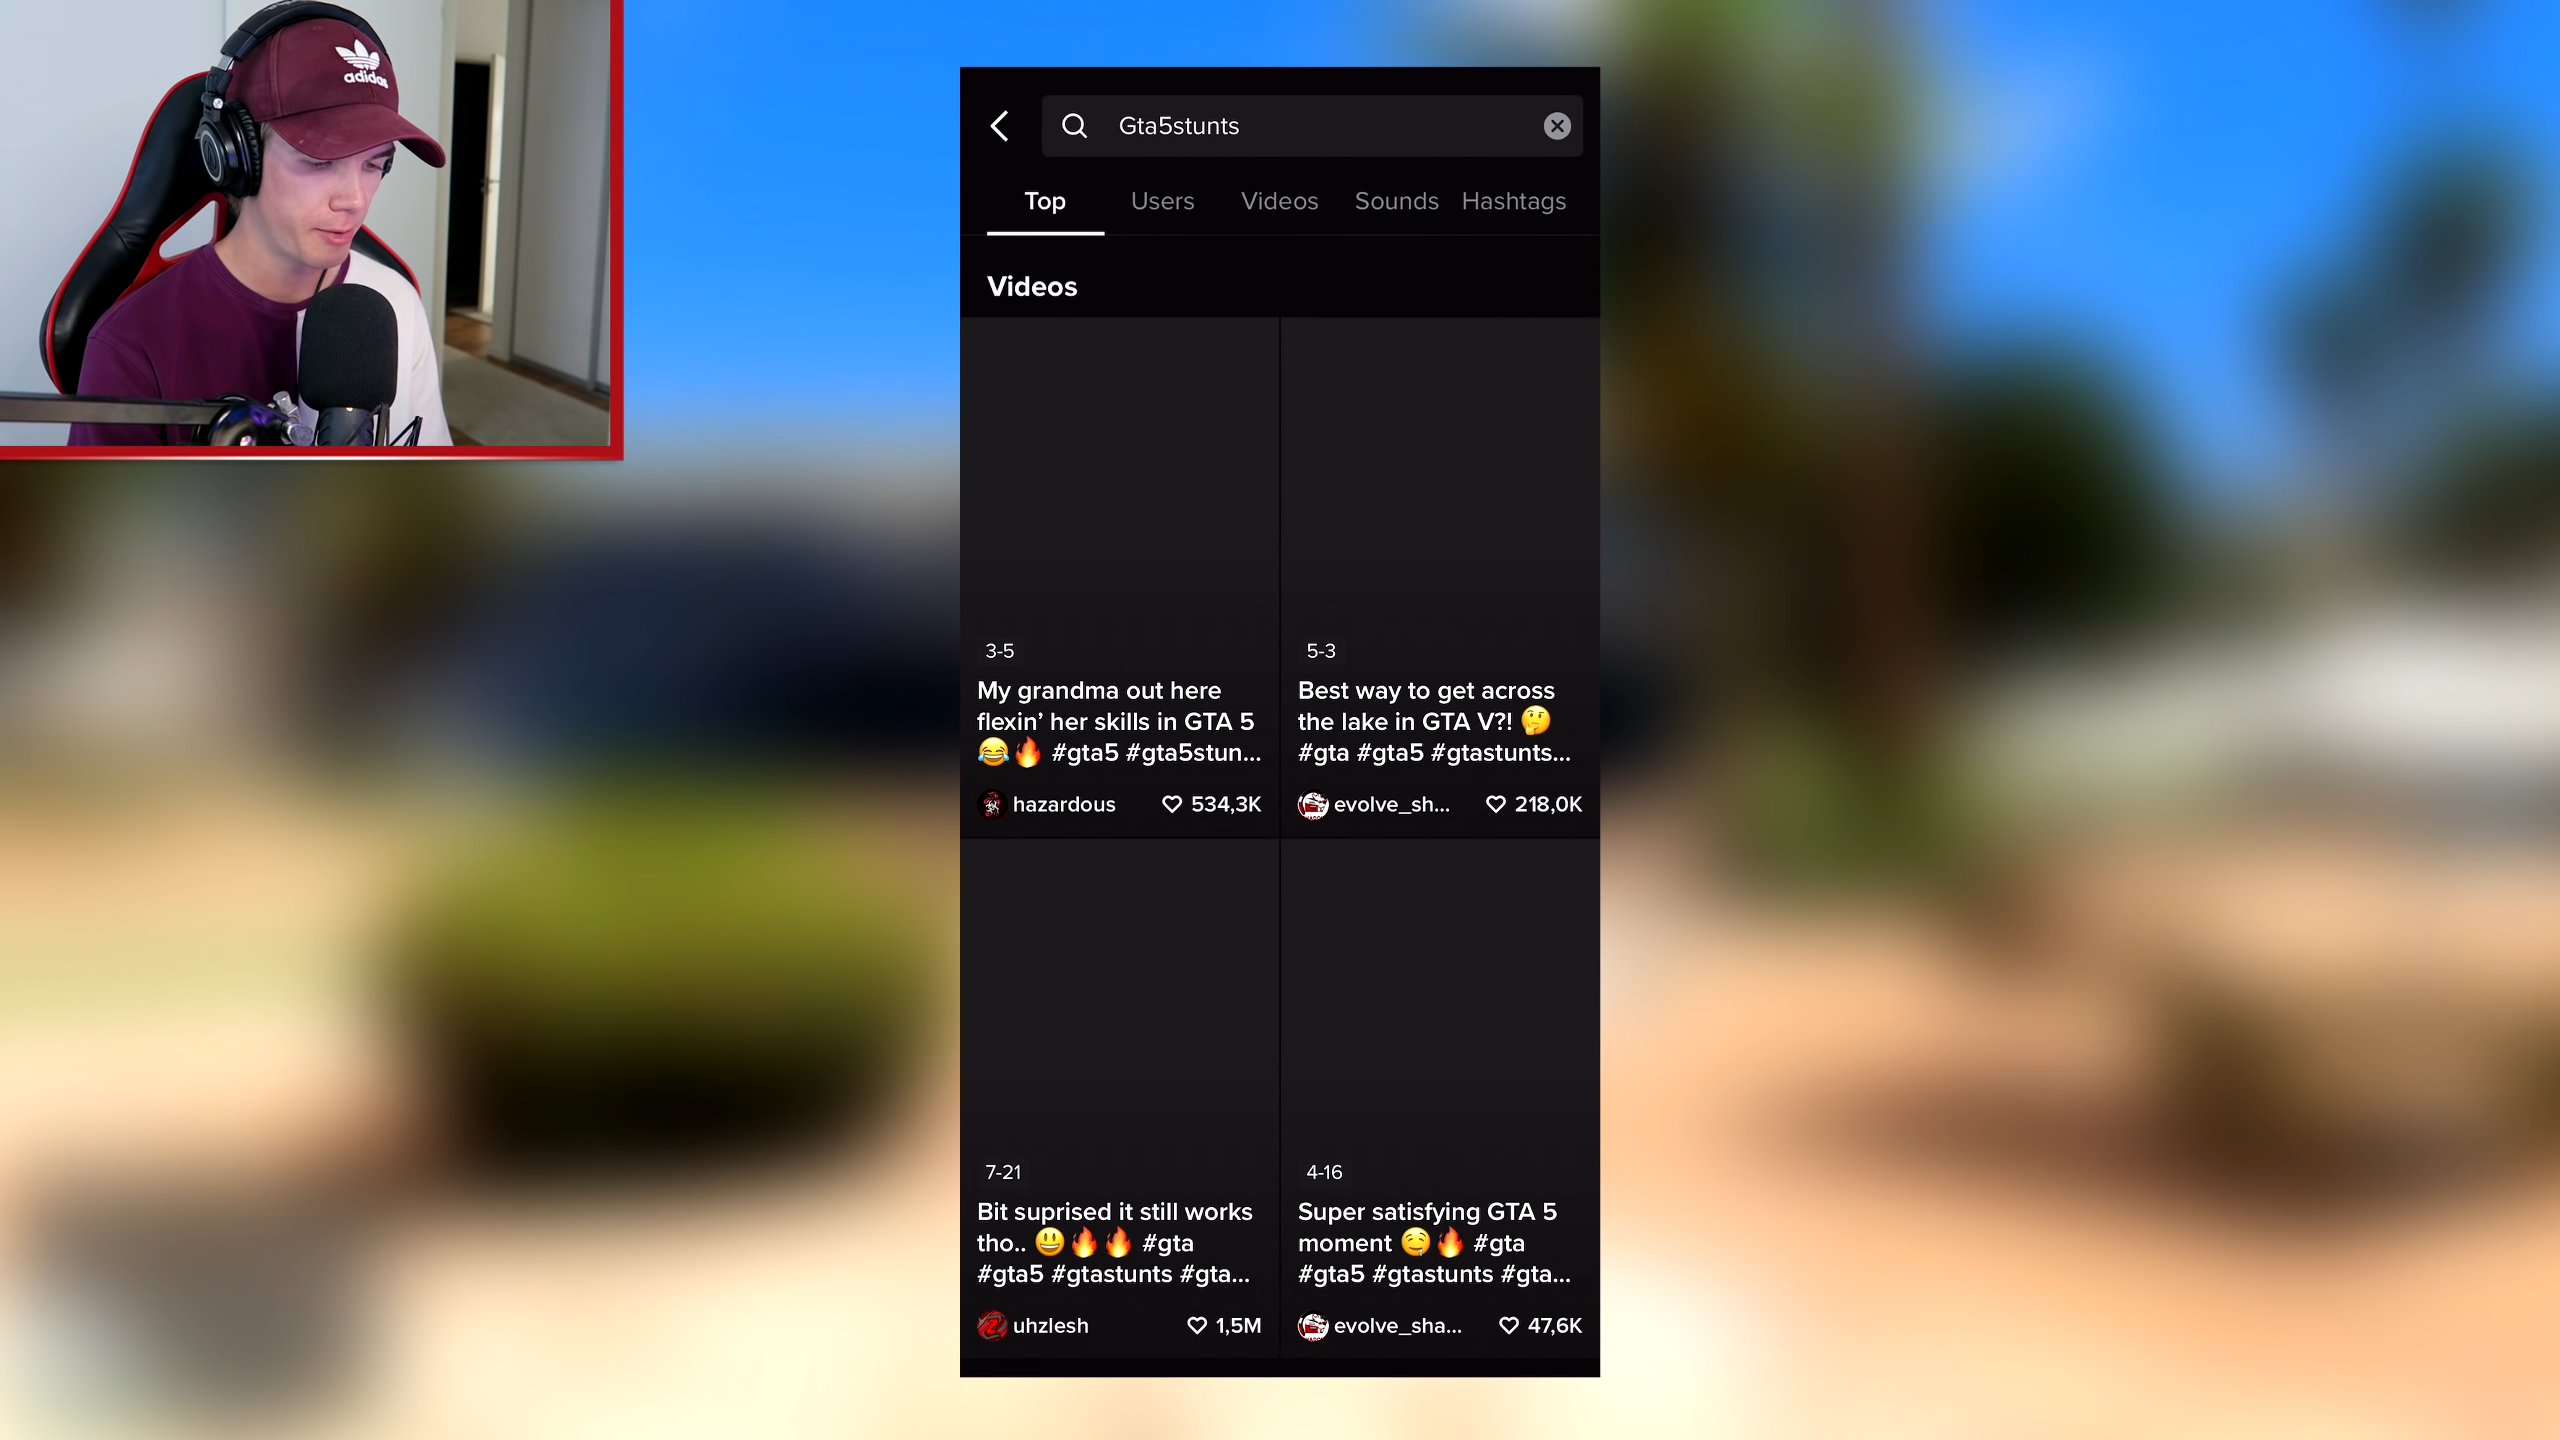 adidas
Gta5stunts
Top Users Videos Sounds Hashtags
Videos
3-5
My grandma out here
flexin’ her skills in GTA 5
😂🔥 #gta5 #gta5stun...
hazardous 534,3K
5-3
Best way to get across
the lake in GTA V?! 🤔
#gta #gta5 #gtastunts...
evolve_sh... 218,0K
7-21
Bit suprised it still works
tho.. 😃🔥🔥 #gta
#gta5 #gtastunts #gta...
uhzlesh 1,5M
4-16
Super satisfying GTA 5
moment 🤤🔥 #gta
#gta5 #gtastunts #gta...
evolve_sha... 47,6K